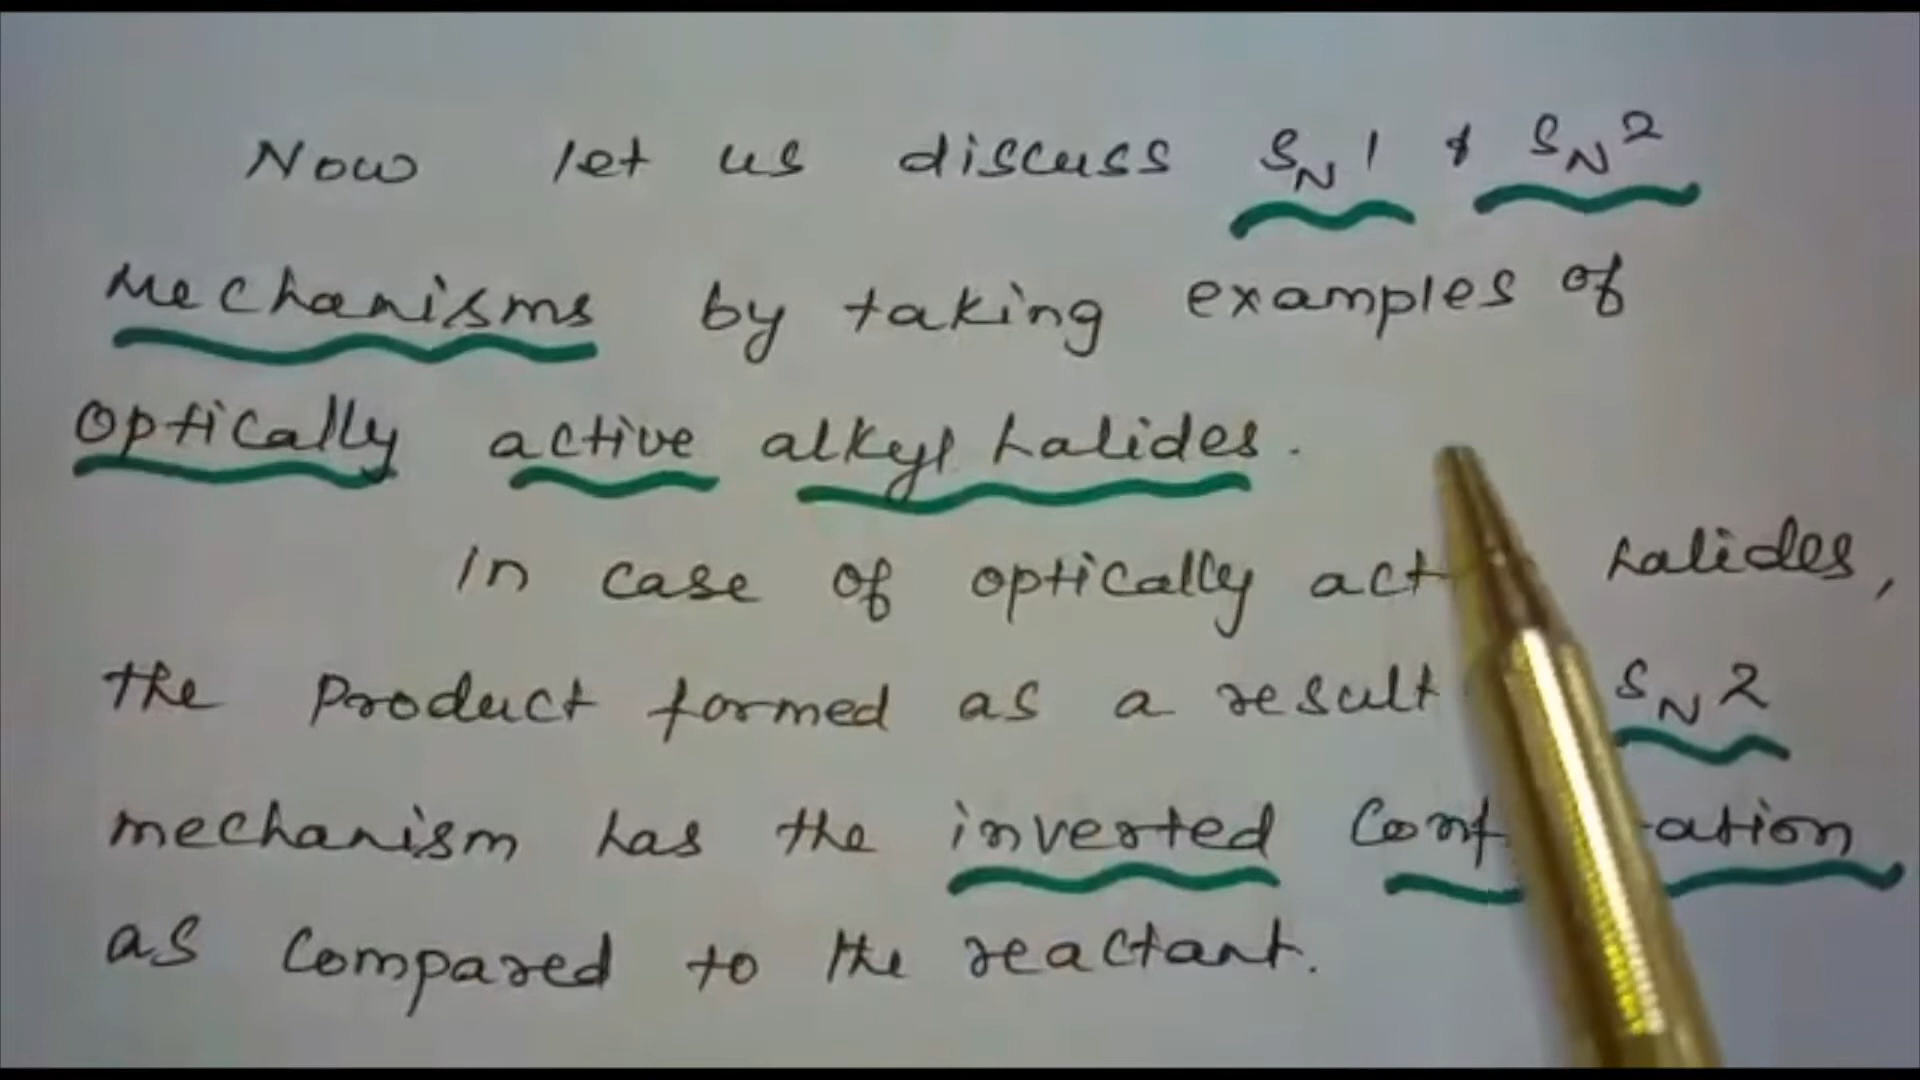 Now let us discuss SN1 & SN2
Mechanisms by taking examples of
optically active alkyl halides.
In case of optically act halides,
the product formed as a result SN2
mechanism has the inverted conf ation
as compared to the reactant.